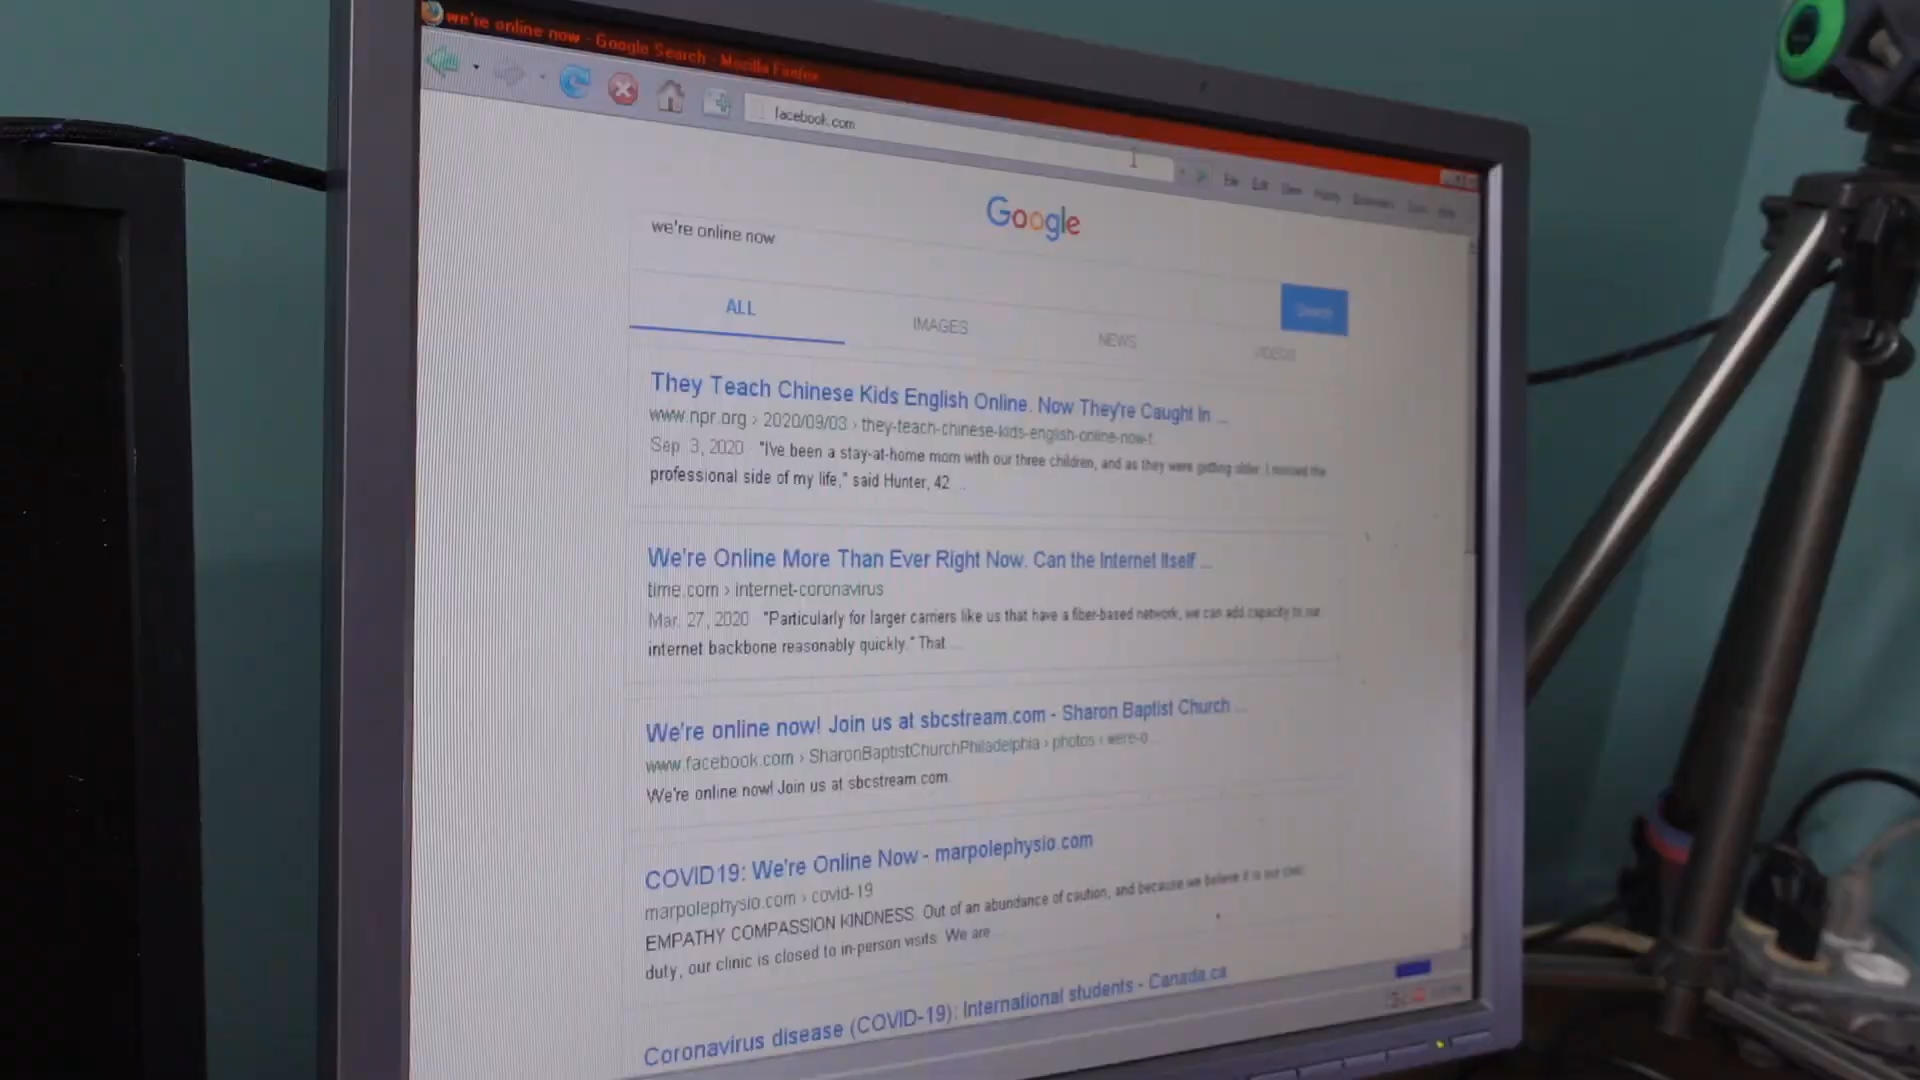 we're online now - Google Search - Mozilla Firefox
facebook.com
File Edit View History Bookmarks Tools Help
Google
we're online now
Search
ALL IMAGES NEWS VIDEOS
They Teach Chinese Kids English Online. Now They're Caught In ...
www.npr.org › 2020/09/03 › they-teach-chinese-kids-english-online-now-t...
Sep. 3, 2020 "I've been a stay-at-home mom with our three children, and as they were getting older, I missed the
professional side of my life," said Hunter, 42 ...
We're Online More Than Ever Right Now. Can the Internet Itself ...
time.com › internet-coronavirus
Mar. 27, 2020 "Particularly for larger carriers like us that have a fiber-based network, we can add capacity to our
internet backbone reasonably quickly." That ...
We're online now! Join us at sbcstream.com - Sharon Baptist Church ...
www.facebook.com › SharonBaptistChurchPhiladelphia › photos › were-o...
We're online now! Join us at sbcstream.com.
COVID19: We're Online Now - marpolephysio.com
marpolephysio.com › covid-19
EMPATHY COMPASSION KINDNESS. Out of an abundance of caution, and because we believe it is our civic
duty, our clinic is closed to in-person visits. We are ...
Coronavirus disease (COVID-19): International students - Canada.ca